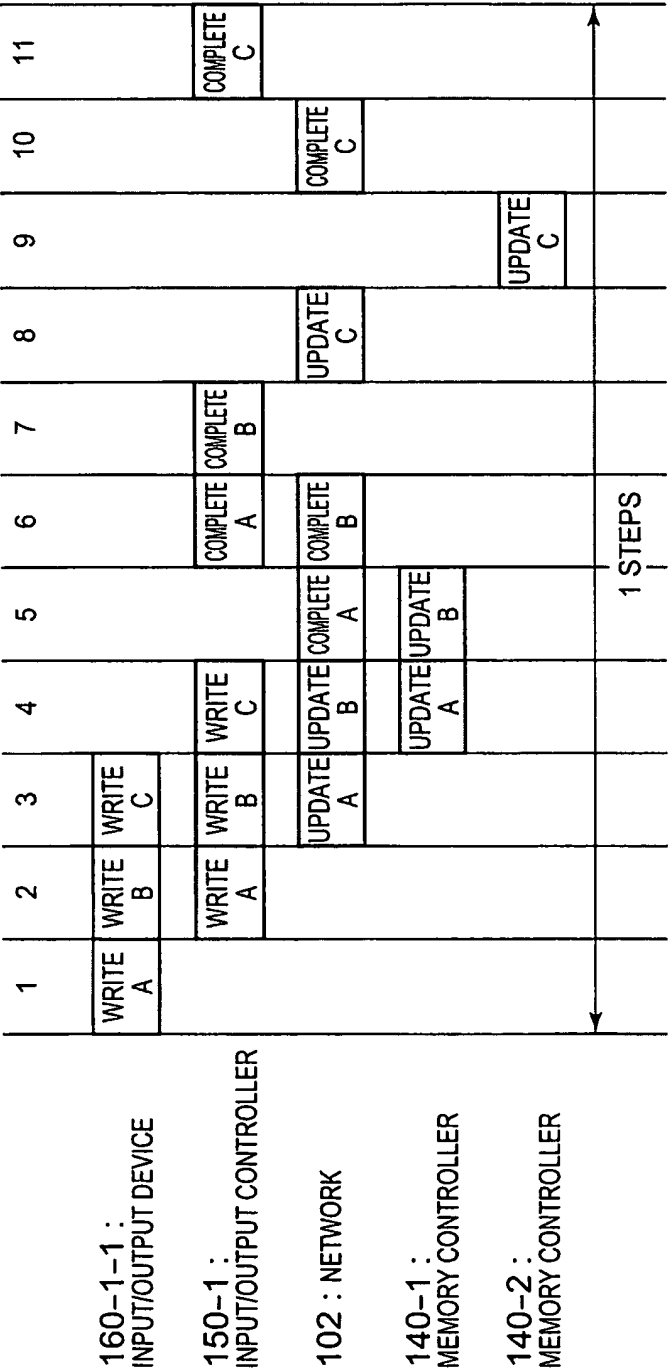 1 2 3 4 5 6 7 8 9 10 11
160-1-1 :
INPUT/OUTPUT DEVICE
WRITE
A
WRITE
B
WRITE
C
150-1 :
INPUT/OUTPUT CONTROLLER
WRITE
A
WRITE
B
WRITE
C
COMPLETE
A
COMPLETE
B
COMPLETE
C
102 : NETWORK
UPDATE
A
UPDATE
B
COMPLETE
A
COMPLETE
B
UPDATE
C
COMPLETE
C
140-1 :
MEMORY CONTROLLER
UPDATE
A
UPDATE
B
140-2 :
MEMORY CONTROLLER
UPDATE
C
1 STEPS